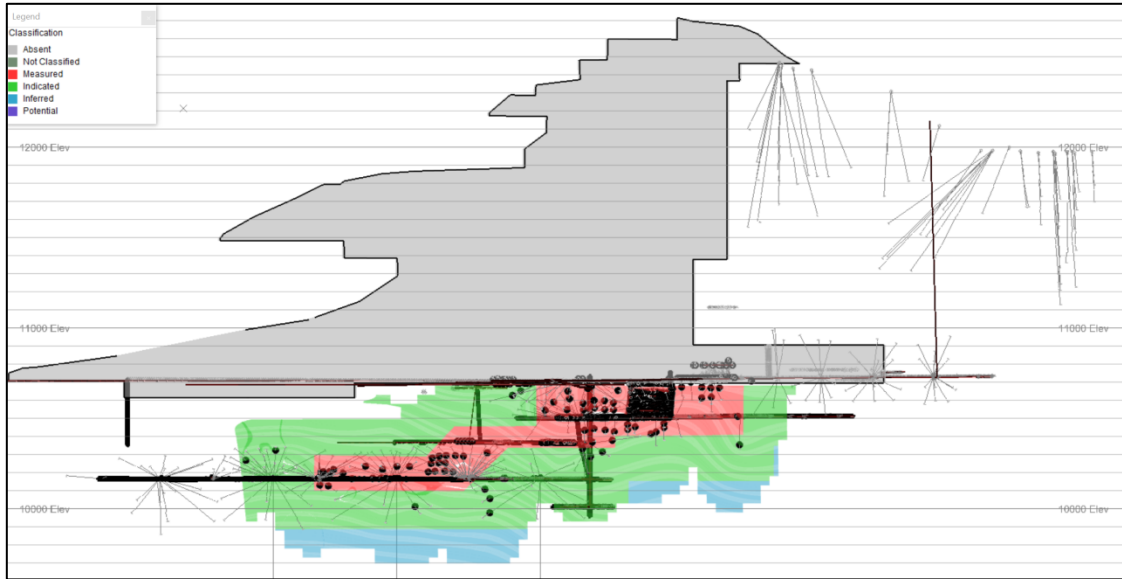 Legend
Classification
Absent
Not Classified
Measured
Indicated
Inferred
Potential
12000 Elev
12000 Elev
11000 Elev
11000 Elev
10000 Elev
10000 Elev